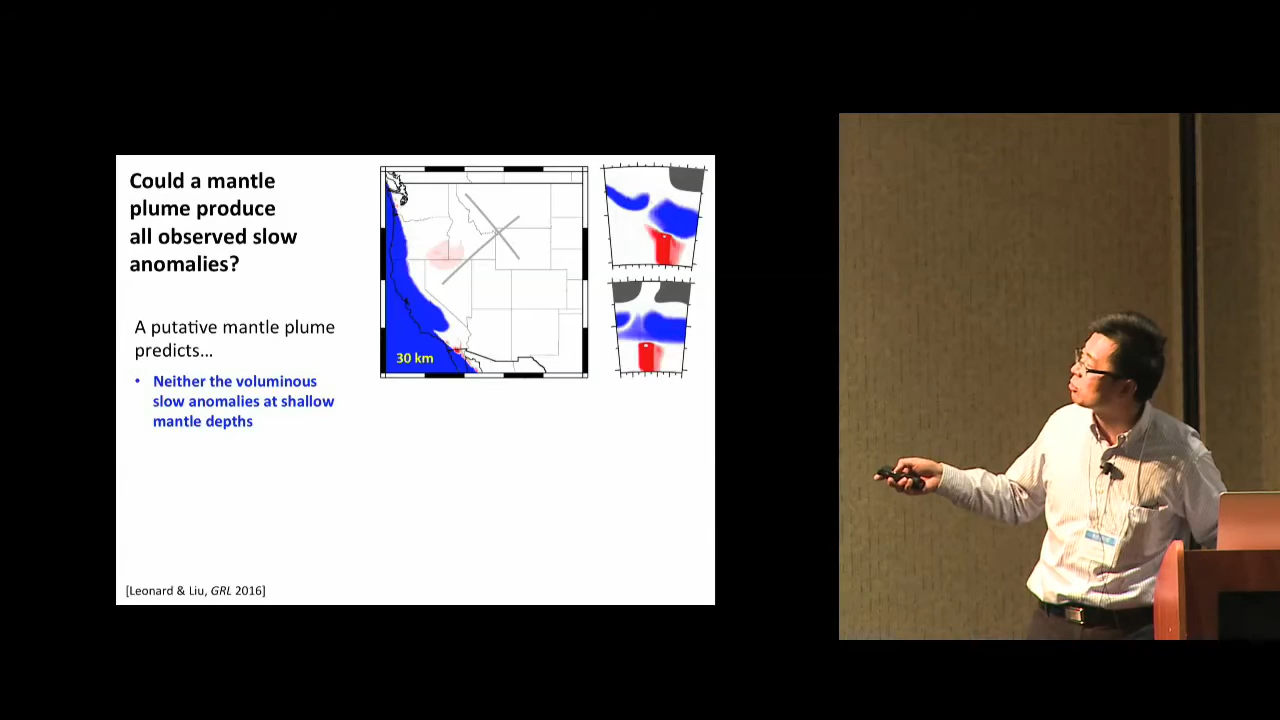 Could a mantle
plume produce
all observed slow
anomalies?
A putative mantle plume
predicts…
• Neither the voluminous
slow anomalies at shallow
mantle depths
30 km
[Leonard & Liu, GRL 2016]